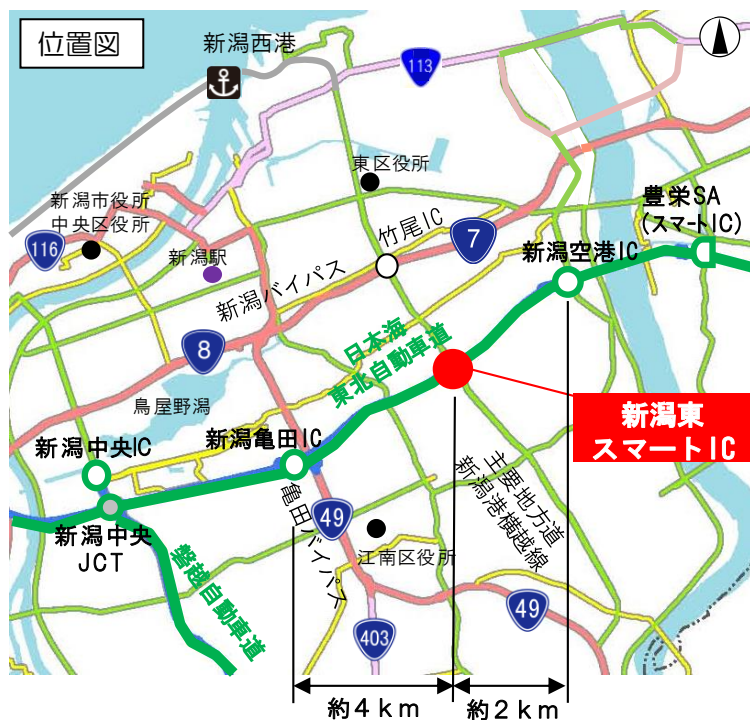 位置図
新潟西港
113
東区役所
新潟市役所
中央区役所
116
新潟駅
竹尾IC
7
豊栄SA
(スマートIC)
新潟空港IC
新潟バイパス
8
日本海
東北自動車道
鳥屋野潟
新潟東
スマートIC
新潟中央IC
新潟亀田IC
主要地方道
新潟港横越線
新潟中央
JCT
49
亀田バイパス
江南区役所
磐越自動車道
49
403
約4km
約2km